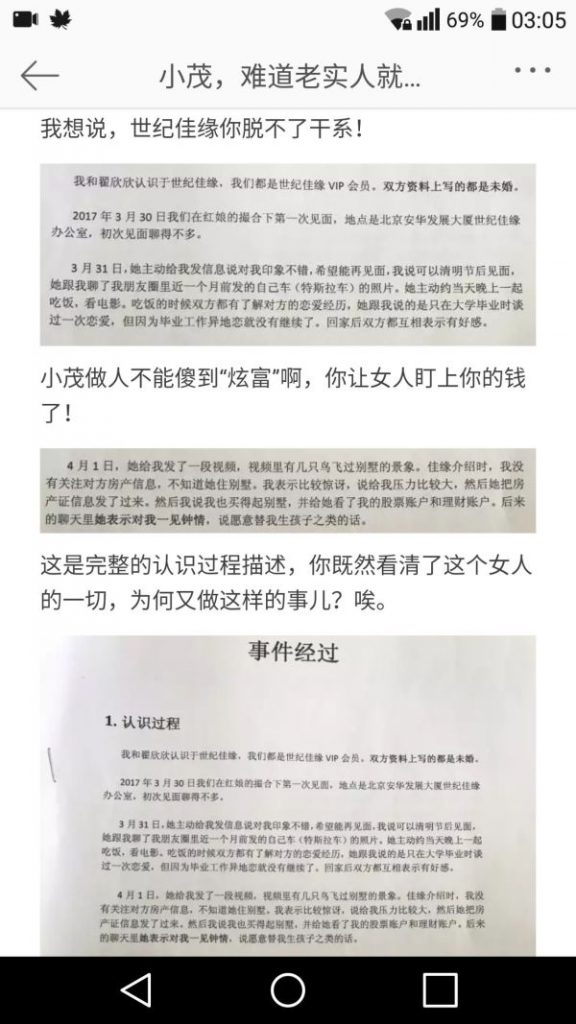 69% 03:05
小茂，难道老实人就...
我想说，世纪佳缘你脱不了干系！
我和翟欣欣认识于世纪佳缘，我们都是世纪佳缘 VIP 会员。双方资料上写的都是未婚。
2017 年 3 月 30 日我们在红娘的撮合下第一次见面，地点是北京安华发展大厦世纪佳缘
办公室，初次见面聊得不多。
3 月 31 日，她主动给我发信息说对我印象不错，希望能再见面，我说可以清明节后见面，
她跟我聊了我朋友圈里近一个月前发的自己车（特斯拉车）的照片。她主动约当天晚上一起
吃饭，看电影。吃饭的时候双方都有了解对方的恋爱经历，她跟我说的是只在大学毕业时谈
过一次恋爱，但因为毕业工作异地恋就没有继续了。回家后双方都互相表示有好感。
小茂做人不能傻到“炫富”啊，你让女人盯上你的钱
了！
4 月 1 日，她给我发了一段视频，视频里有几只鸟飞过别墅的景象。佳缘介绍时，我没
有关注对方房产信息，不知道她住别墅。我表示比较惊讶，说给我压力比较大，然后她把房
产证信息发了过来。然后我说我也买得起别墅，并给她看了我的股票账户和理财账户。后来
的聊天里她表示对我一见钟情，说愿意替我生孩子之类的话。
这是完整的认识过程描述，你既然看清了这个女人
的一切，为何又做这样的事儿？唉。
事件经过
1. 认识过程
我和翟欣欣认识于世纪佳缘，我们都是世纪佳缘 VIP 会员。双方资料上写的都是未婚。
2017 年 3 月 30 日我们在红娘的撮合下第一次见面，地点是北京安华发展大厦世纪佳缘
办公室，初次见面聊得不多。
3 月 31 日，她主动给我发信息说对我印象不错，希望能再见面，我说可以清明节后见面，
她跟我聊了我朋友圈里近一个月前发的自己车（特斯拉车）的照片。她主动约当天晚上一起
吃饭，看电影。吃饭的时候双方都有了解对方的恋爱经历，她跟我说的是只在大学毕业时谈
过一次恋爱，但因为毕业工作异地恋就没有继续了。回家后双方都互相表示有好感。
4 月 1 日，她给我发了一段视频，视频里有几只鸟飞过别墅的景象。佳缘介绍时，我没
有关注对方房产信息，不知道她住别墅。我表示比较惊讶，说给我压力比较大，然后她把房
产证信息发了过来。然后我说我也买得起别墅，并给她看了我的股票账户和理财账户。后来
的聊天里她表示对我一见钟情，说愿意替我生孩子之类的话。